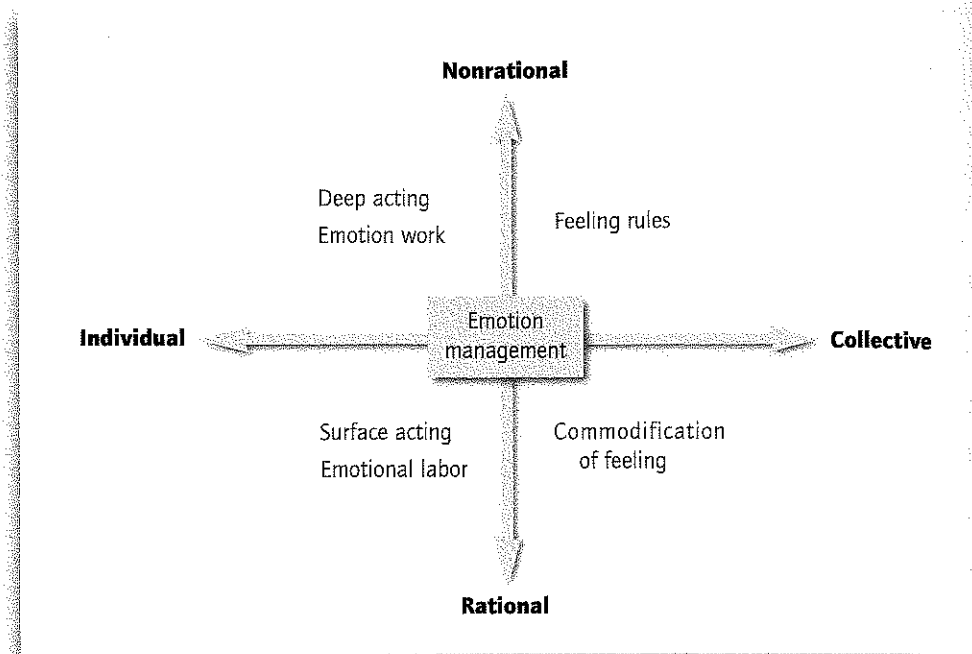 Nonrational
Deep acting
Emotion work
Feeling rules
Individual
Emotion
management
Collective
Surface acting
Emotional labor
Commodification
of feeling
Rational